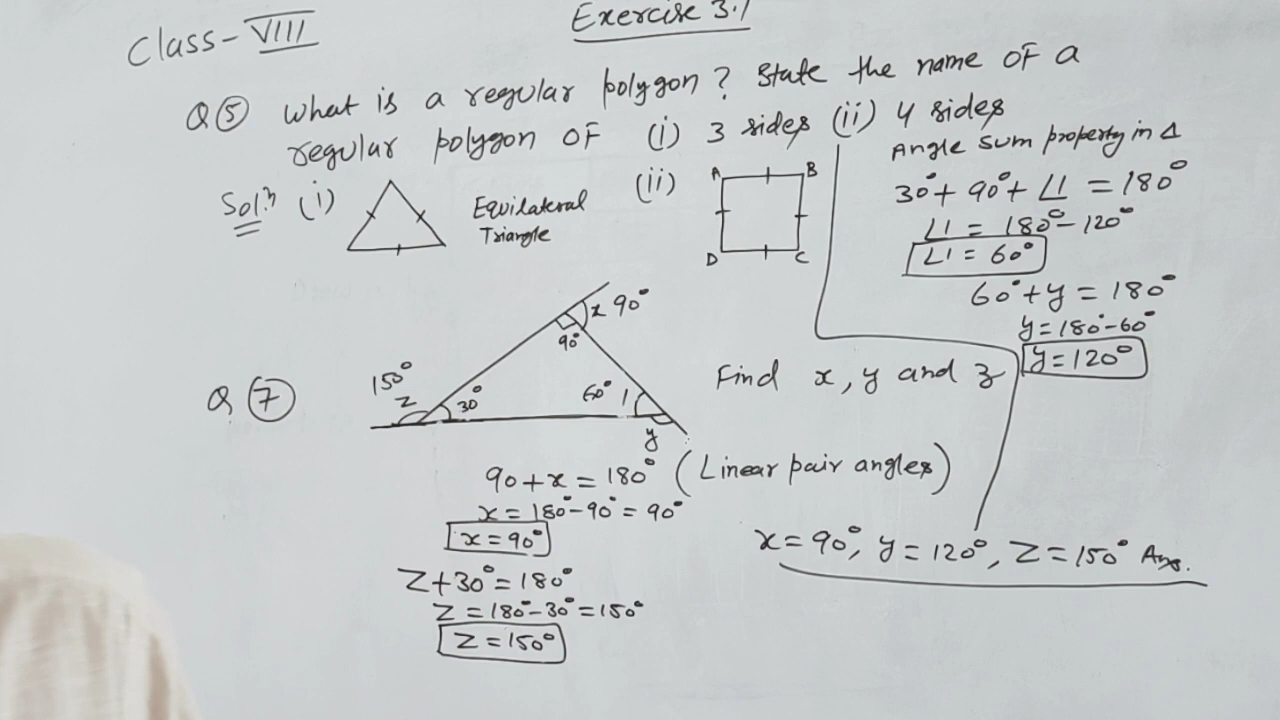 Class-VIII
Exercise 3.1
Q⑤ What is a regular polygon? State the name of a
regular polygon of (i) 3 sides (ii) 4 sides
Sol.ⁿ (i)
Equilateral
Triangle
(ii)
A B
D C
Angle sum property in Δ
30°+ 90°+ ∠1 = 180°
∠1 = 180°-120°
∠1 = 60°
60°+y = 180°
y=180°-60°
y=120°
Q ⑦
150°
z 30°
90°
x 90°
60° 1
y
Find x, y and z
90+x = 180° (Linear pair angles)
x = 180°-90° = 90°
x = 90°
Z+30°=180°
Z = 180°-30°=150°
Z = 150°
x=90°, y=120°, Z=150° Ans.